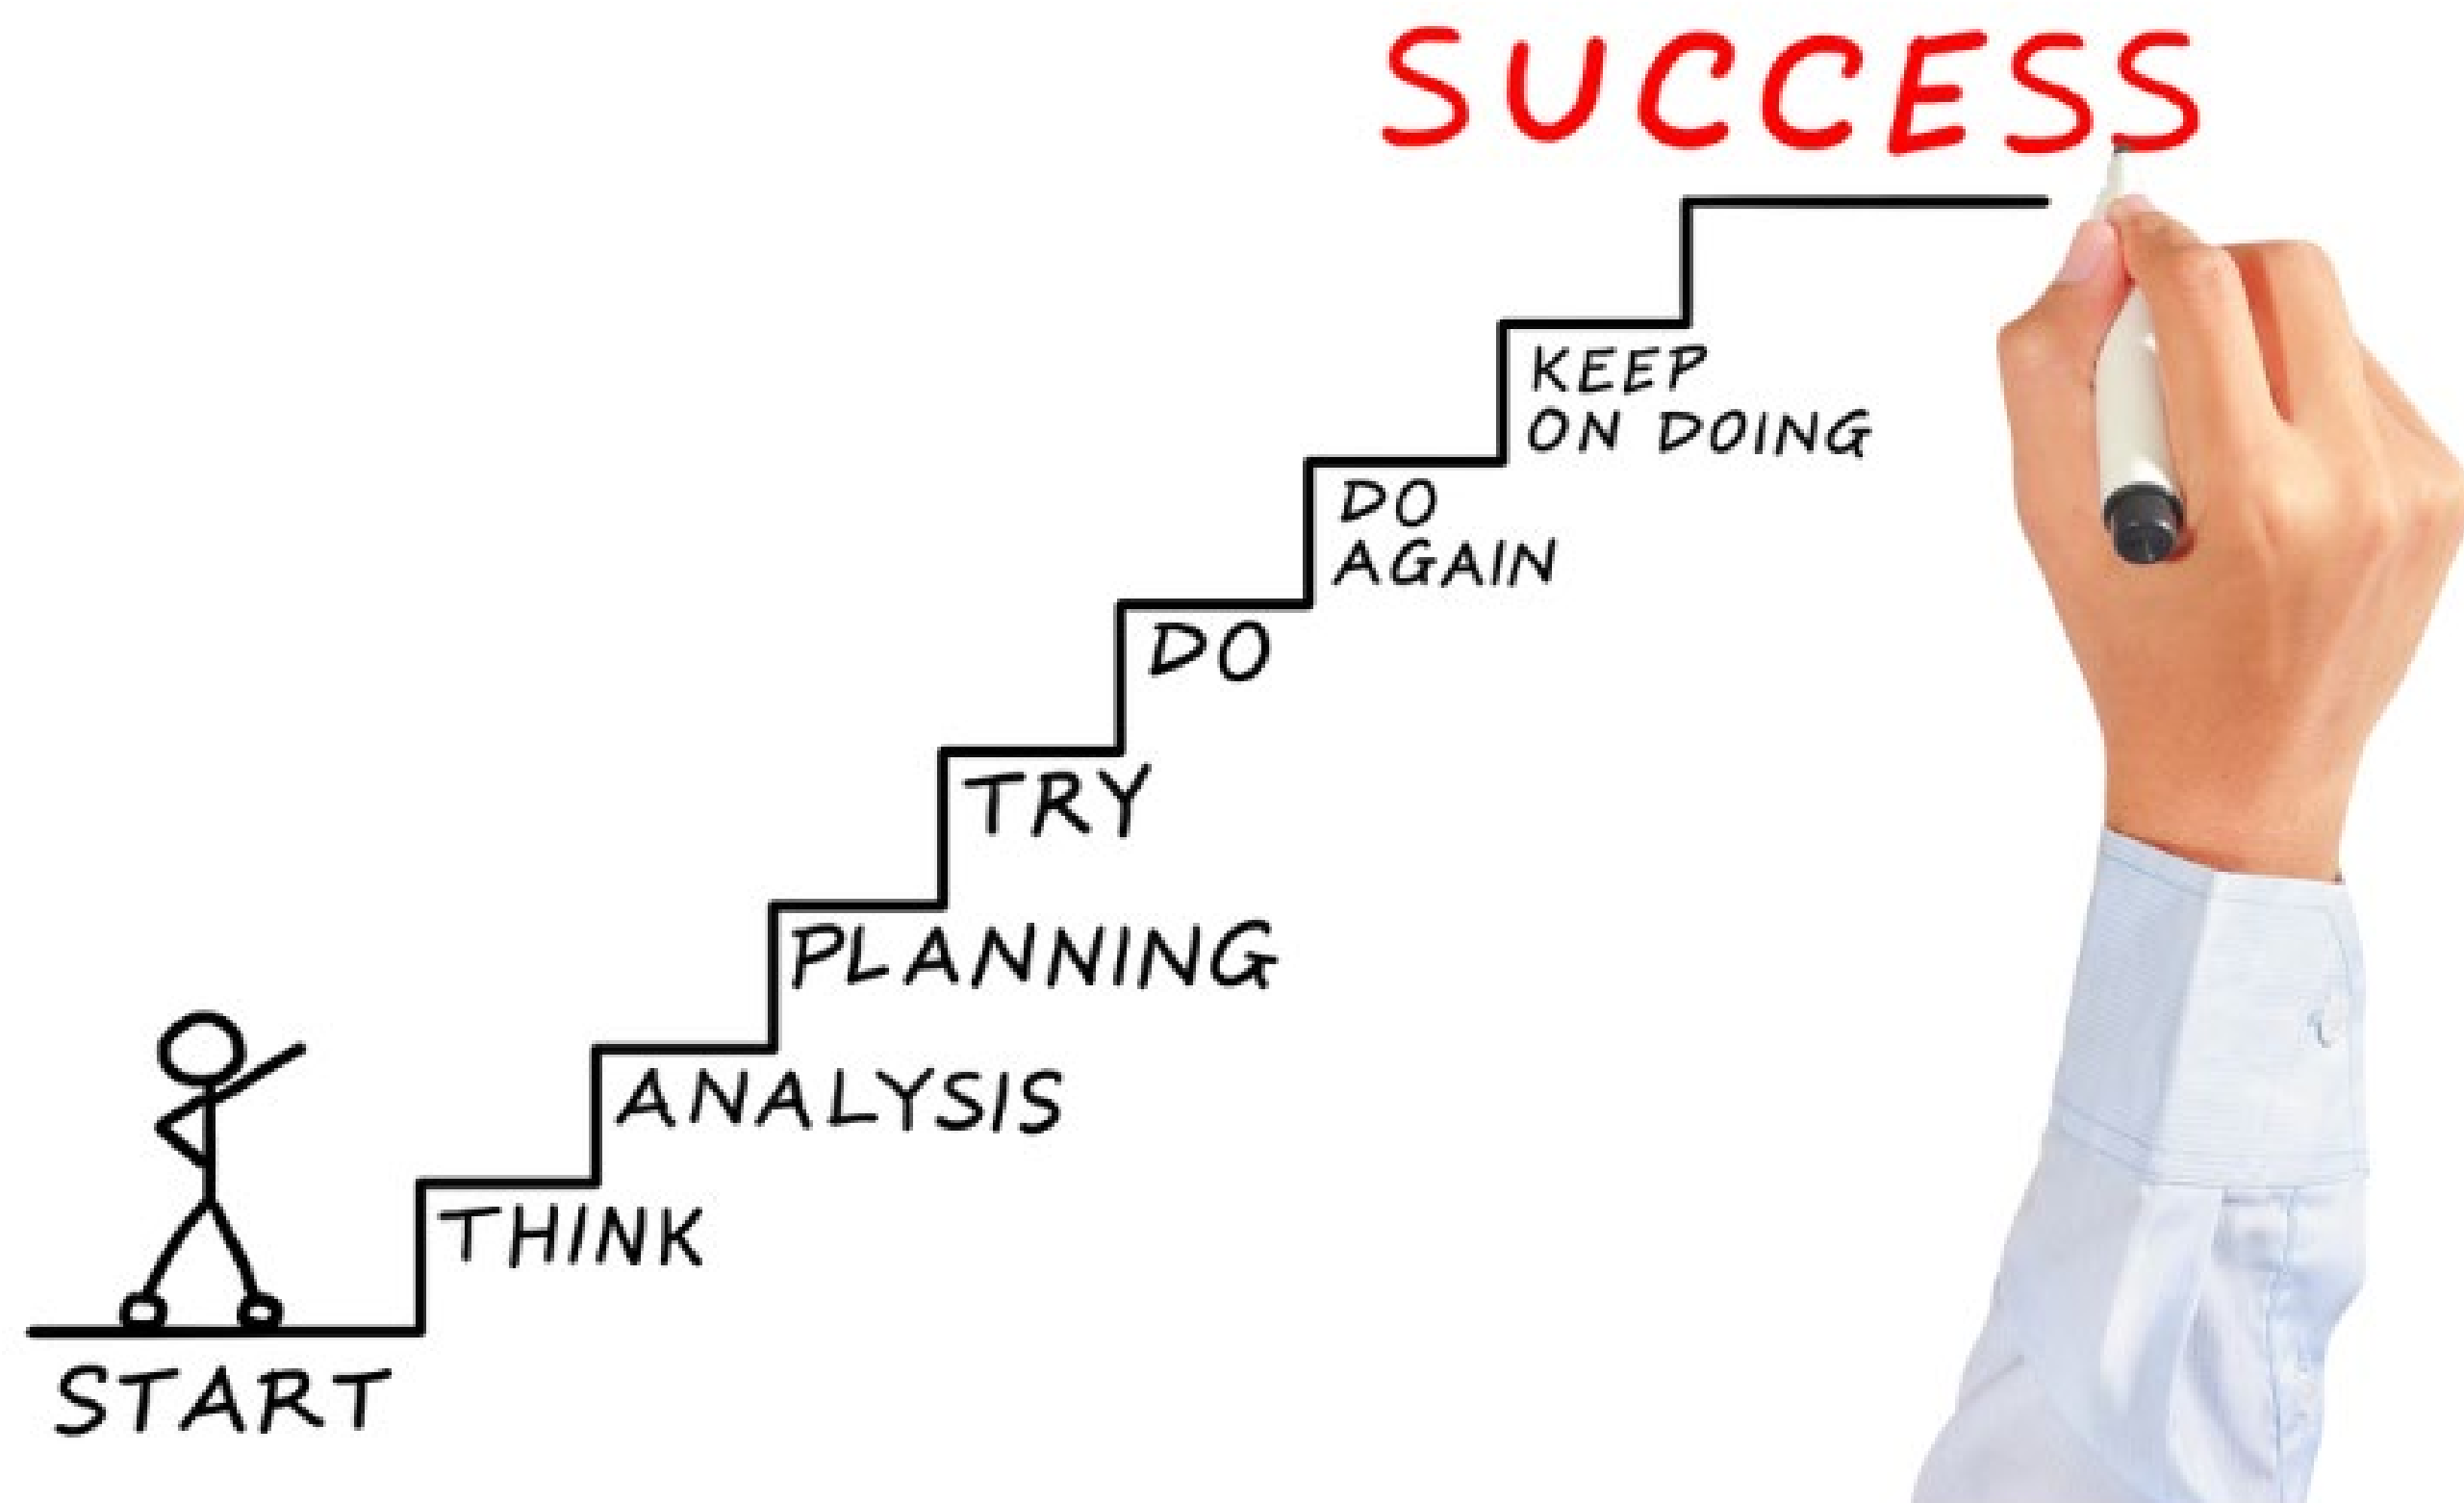 SUCCESS
KEEP
ON DOING
DO
AGAIN
DO
TRY
PLANNING
ANALYSIS
THINK
START